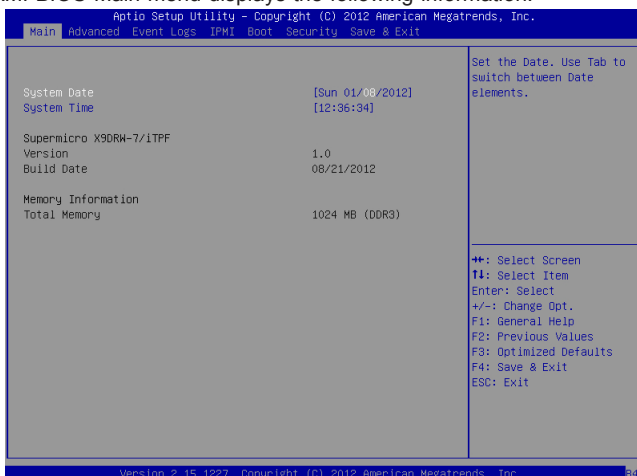 BIOS Main menu displays the following information:
Aptio Setup Utility – Copyright (C) 2012 American Megatrends, Inc.
Main Advanced Event Logs IPMI Boot Security Save & Exit
Set the Date. Use Tab to
switch between Date
elements.
System Date [Sun 01/08/2012]
System Time [12:36:34]
Supermicro X9DRW-7/iTPF
Version 1.0
Build Date 08/21/2012
Memory Information
Total Memory 1024 MB (DDR3)
→←: Select Screen
↑↓: Select Item
Enter: Select
+/-: Change Opt.
F1: General Help
F2: Previous Values
F3: Optimized Defaults
F4: Save & Exit
ESC: Exit
Version 2.15.1227. Copyright (C) 2012 American Megatrends, Inc.